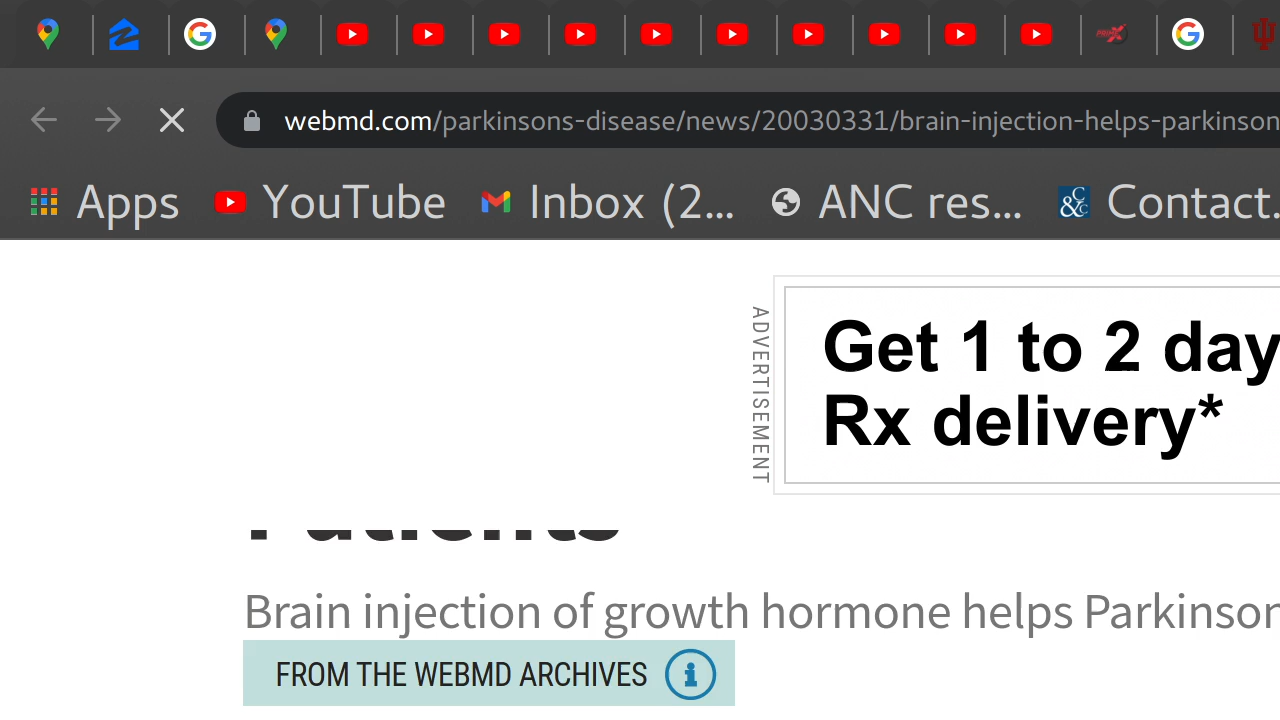 webmd.com/parkinsons-disease/news/20030331/brain-injection-helps-parkinson
Apps YouTube Inbox (2... ANC res... Contact.
ADVERTISEMENT
Get 1 to 2 day
Rx delivery*
Patients
Brain injection of growth hormone helps Parkinson
FROM THE WEBMD ARCHIVES